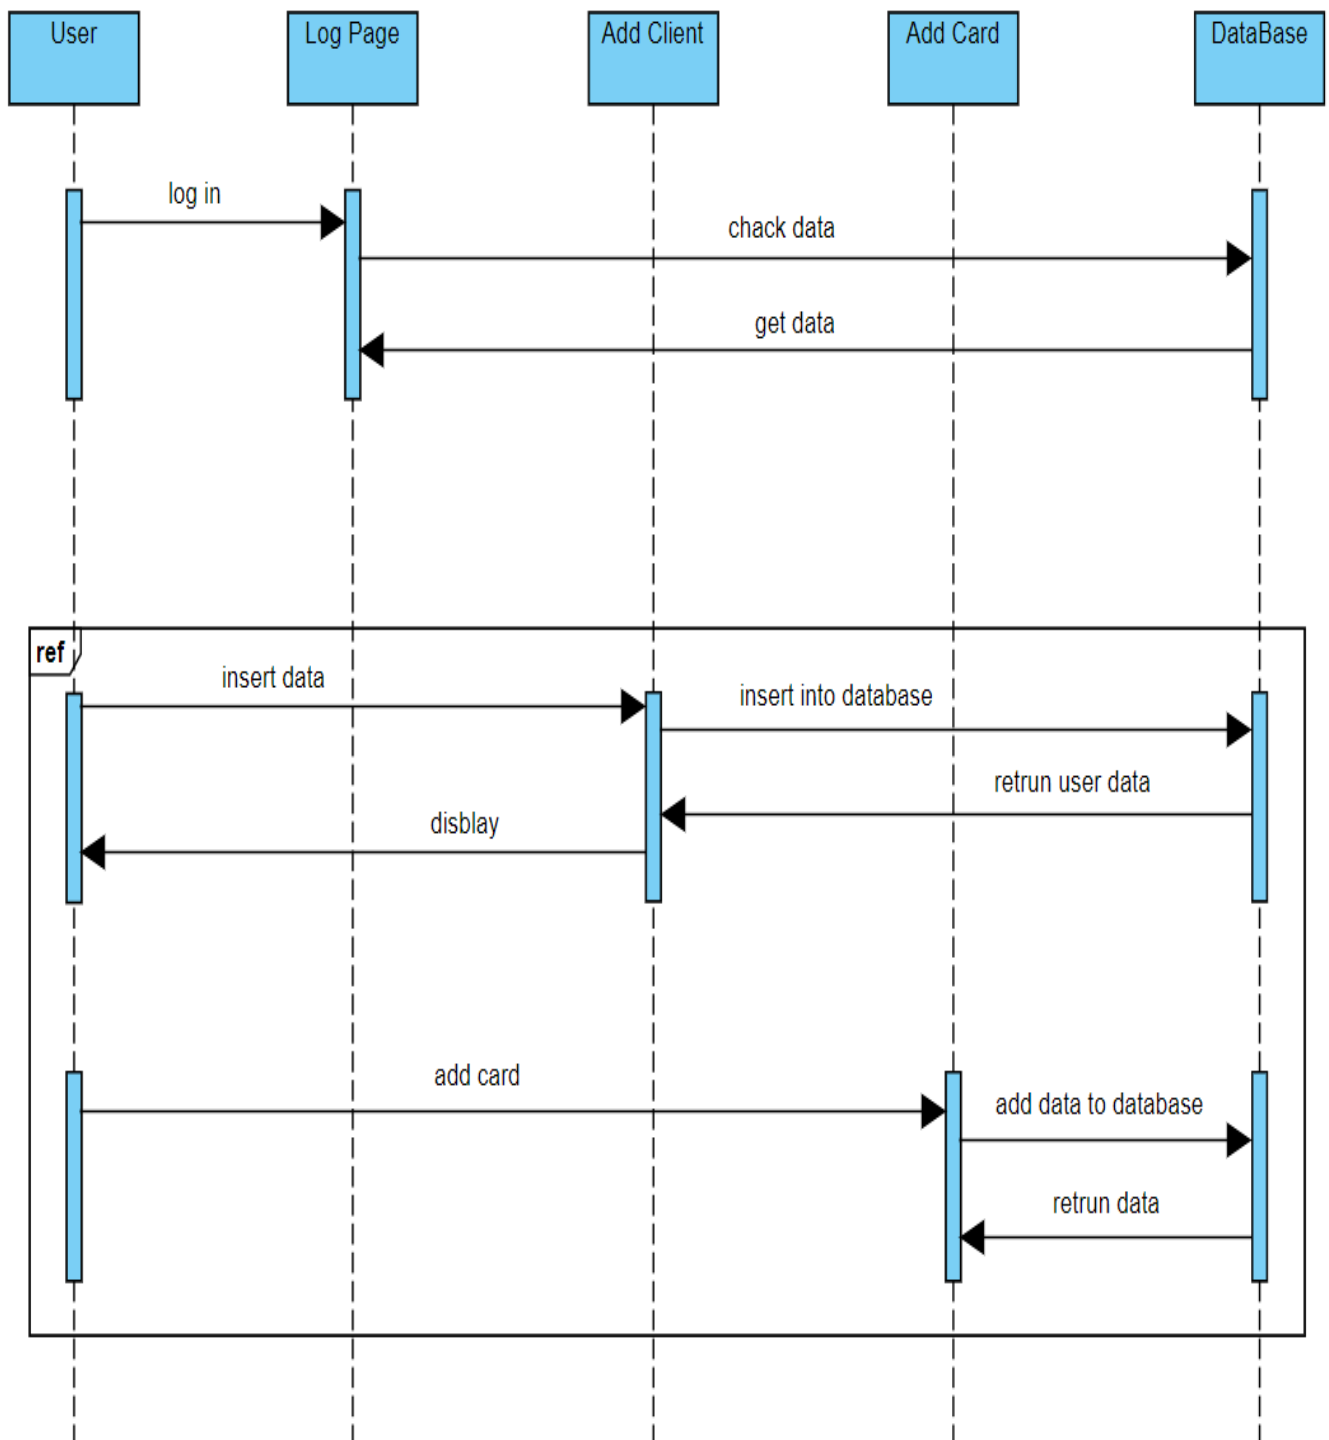 User
Log Page
Add Client
Add Card
DataBase
log in
chack data
get data
ref
insert data
insert into database
retrun user data
disblay
add card
add data to database
retrun data